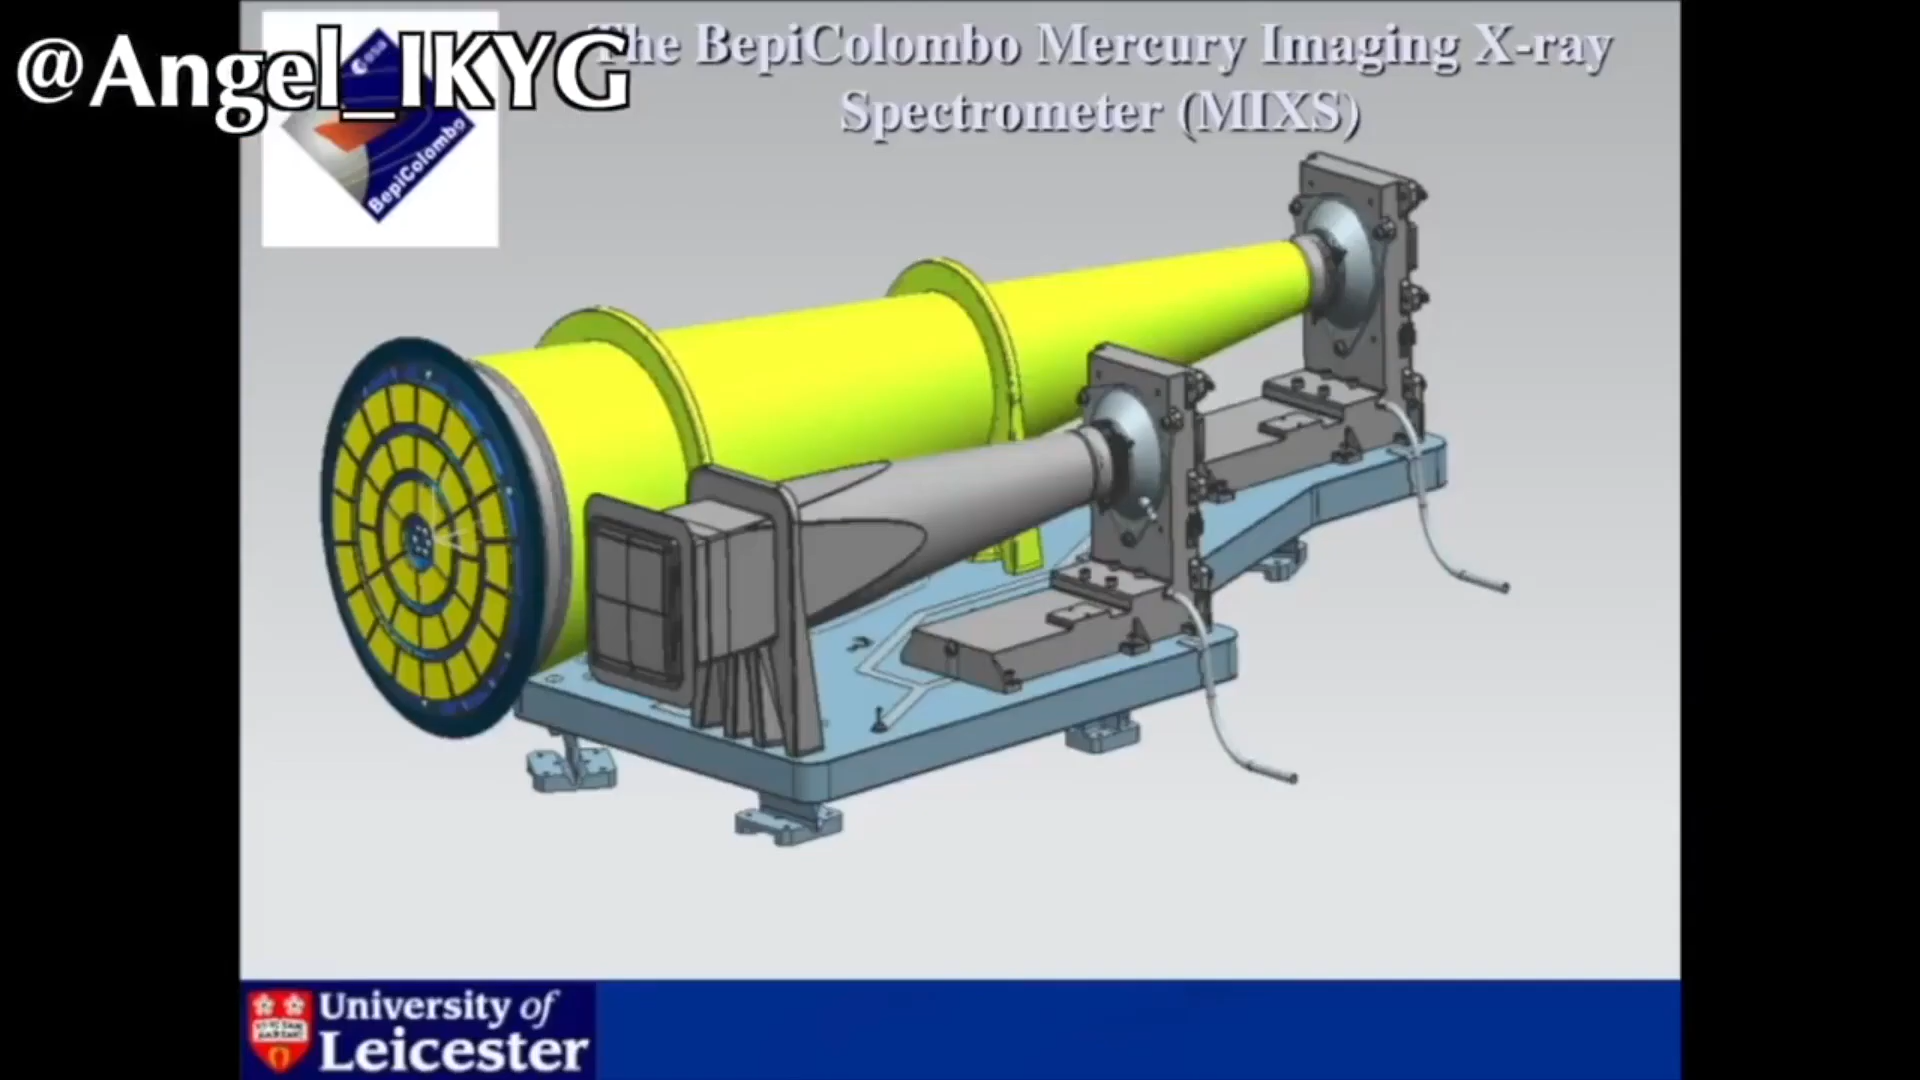 @Angel_IKYG
The BepiColombo Mercury Imaging X-ray
Spectrometer (MIXS)
esa
BepiColombo
University of
Leicester